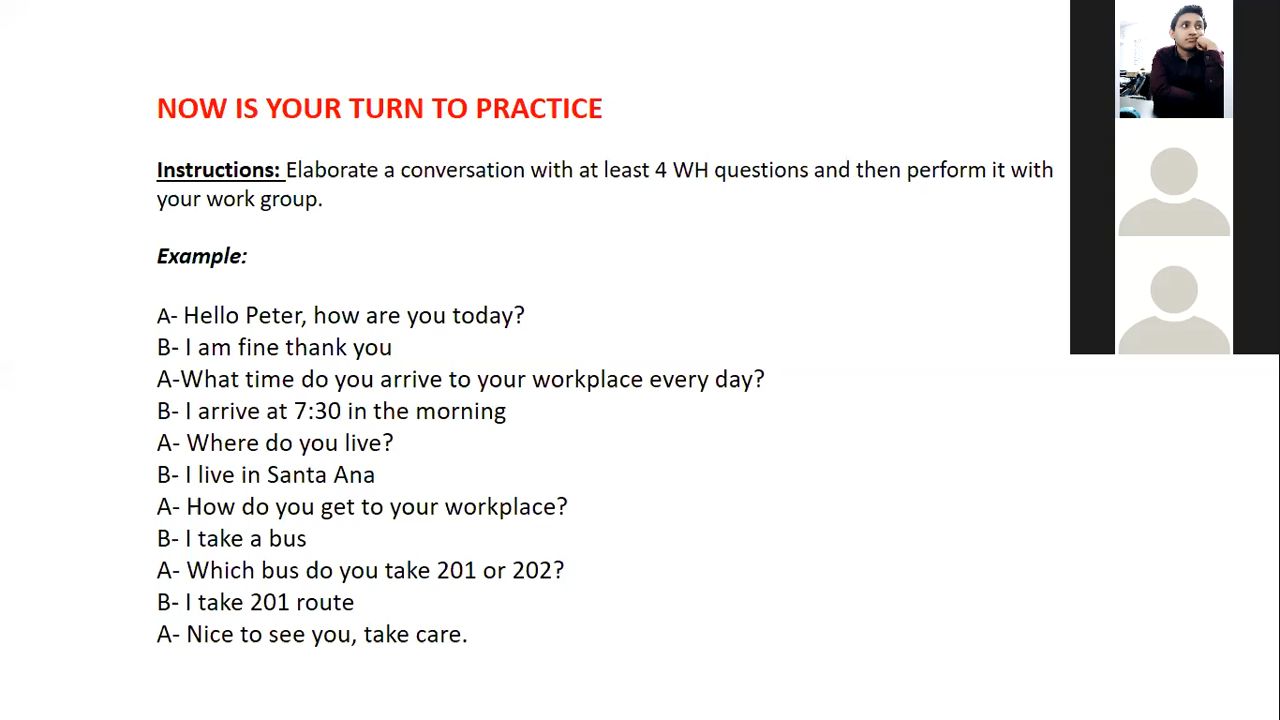 NOW IS YOUR TURN TO PRACTICE
Instructions: Elaborate a conversation with at least 4 WH questions and then perform it with
your work group.
Example:
A- Hello Peter, how are you today?
B- I am fine thank you
A-What time do you arrive to your workplace every day?
B- I arrive at 7:30 in the morning
A- Where do you live?
B- I live in Santa Ana
A- How do you get to your workplace?
B- I take a bus
A- Which bus do you take 201 or 202?
B- I take 201 route
A- Nice to see you, take care.